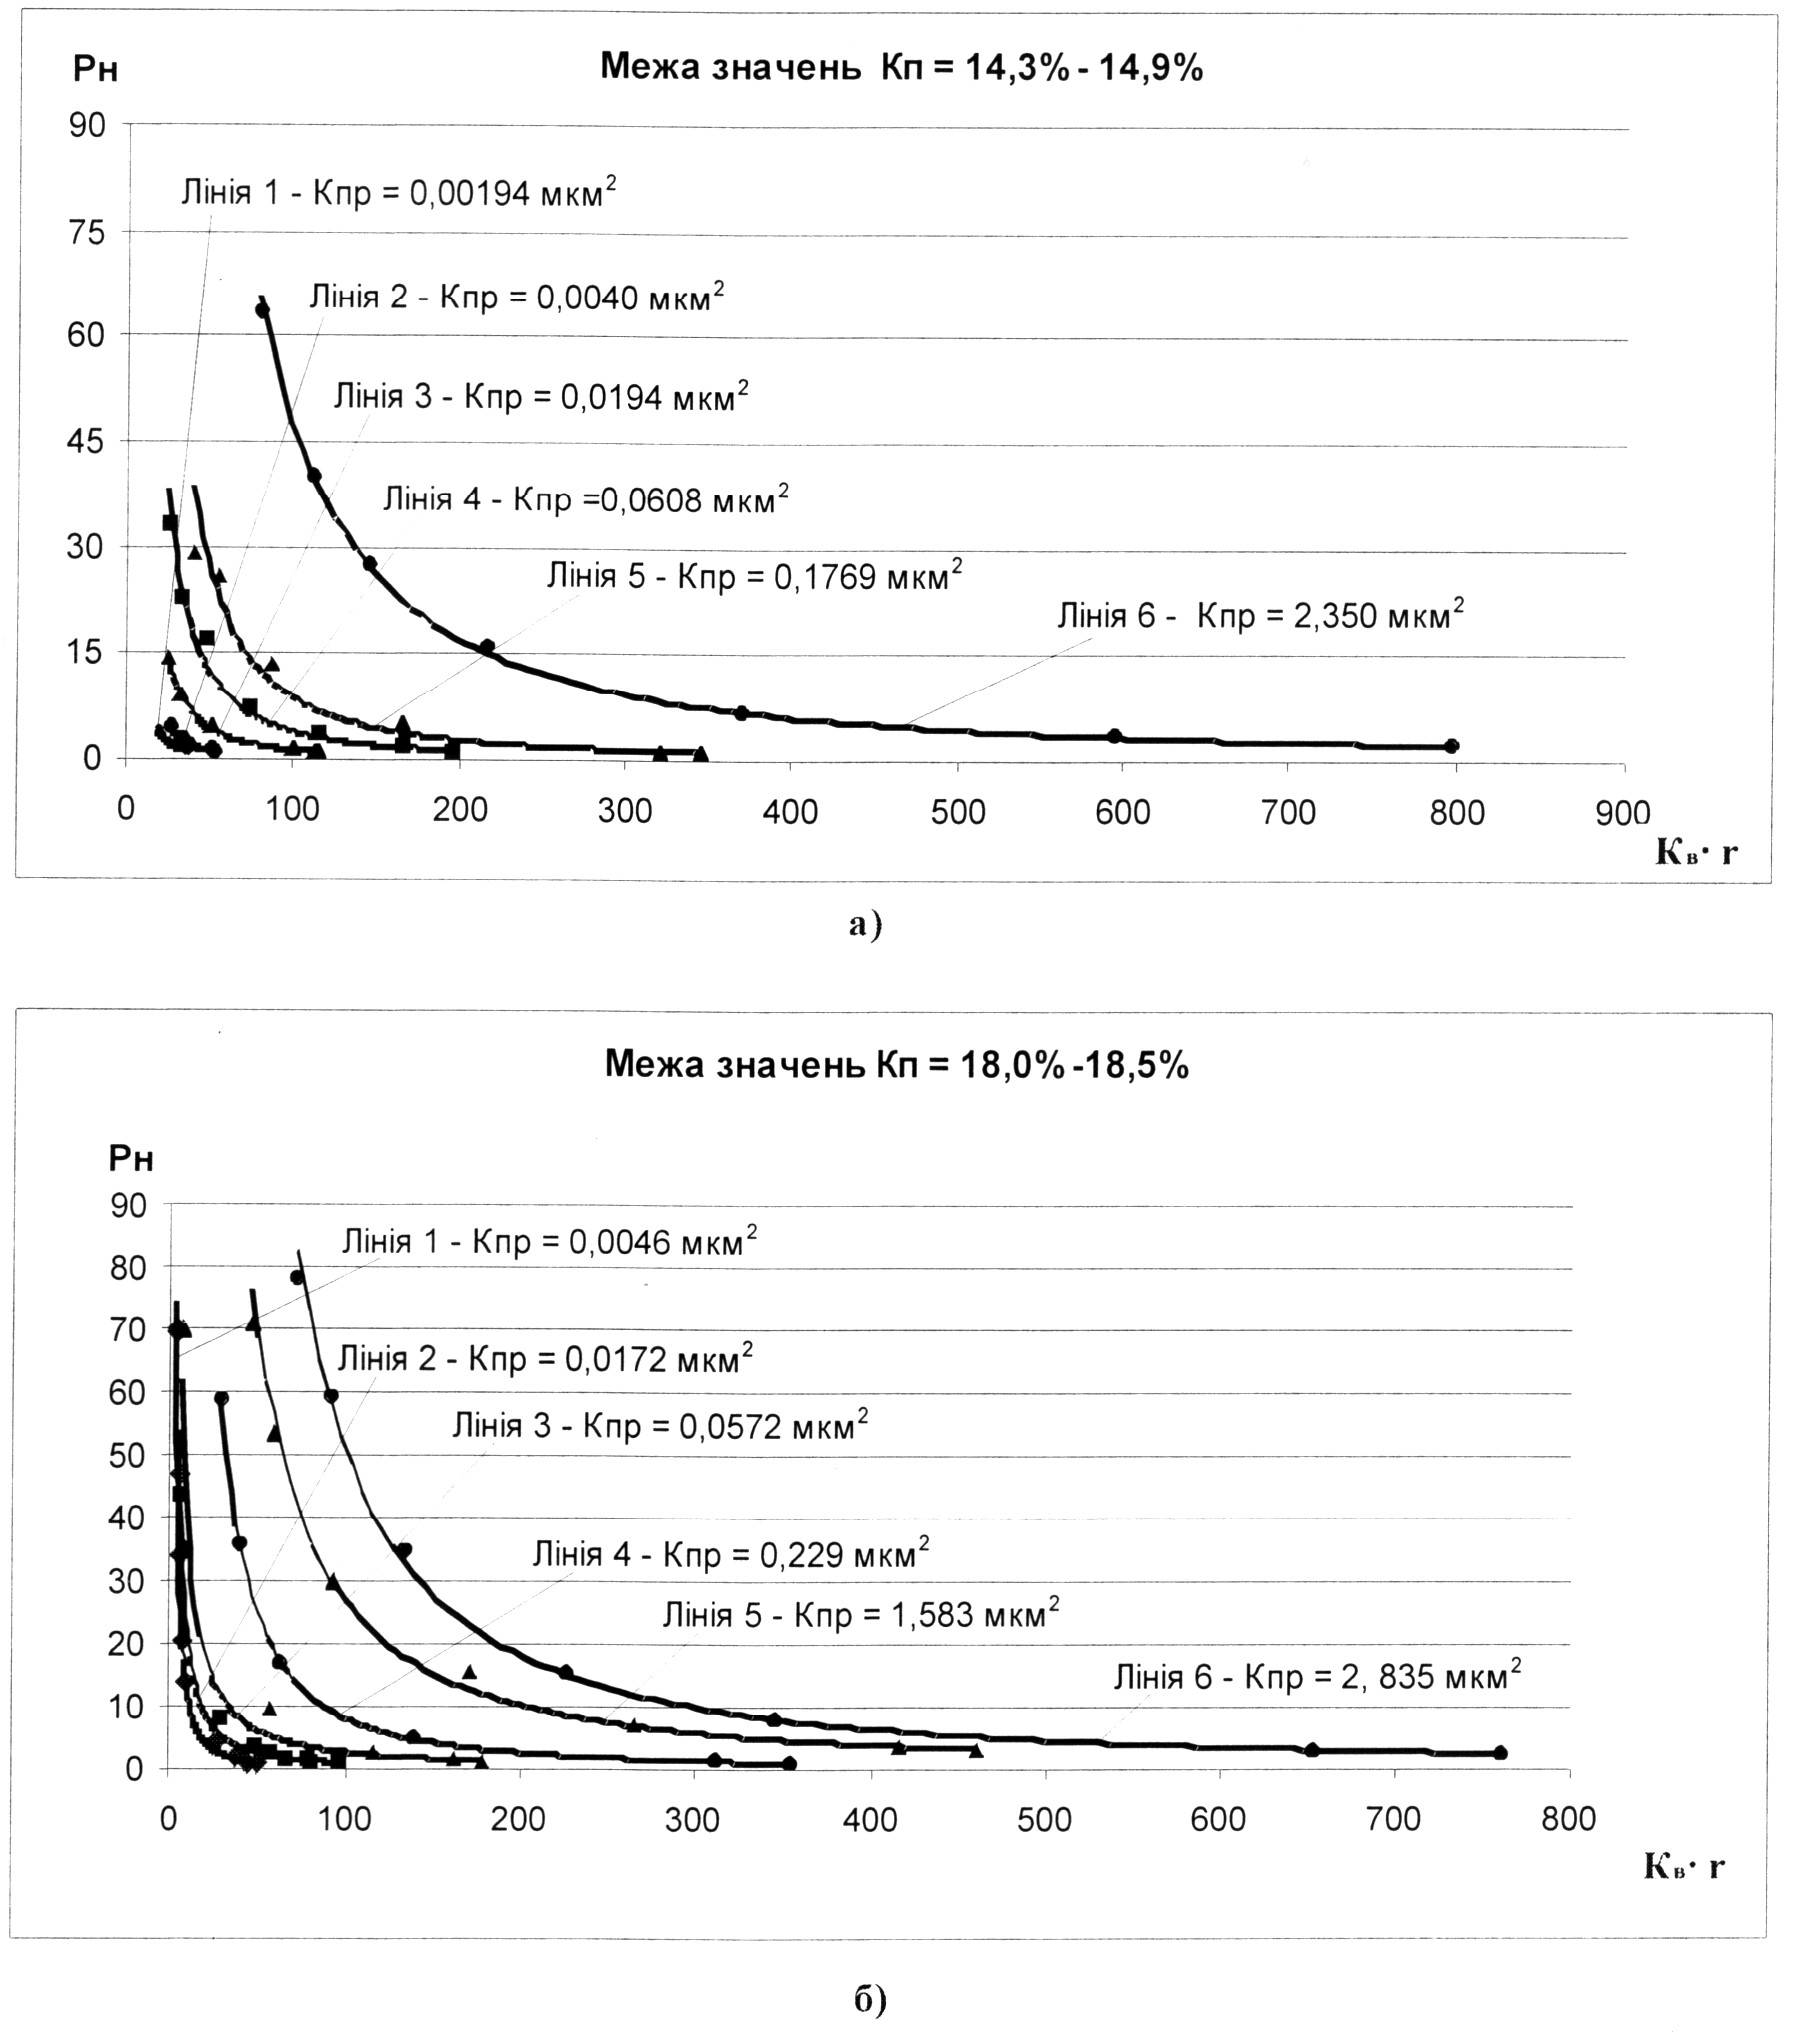 Рн
Межа значень Кп = 14,3% - 14,9%
90
Лінія 1 - Кпр = 0,00194 мкм²
75
Лінія 2 - Кпр = 0,0040 мкм²
60
Лінія 3 - Кпр = 0,0194 мкм²
45
Лінія 4 - Кпр =0,0608 мкм²
30
Лінія 5 - Кпр = 0,1769 мкм²
Лінія 6 - Кпр = 2,350 мкм²
15
0
0 100 200 300 400 500 600 700 800 900
Кв· r
а)
Межа значень Кп = 18,0% -18,5%
Рн
90
Лінія 1 - Кпр = 0,0046 мкм²
80
70
Лінія 2 - Кпр = 0,0172 мкм²
60
Лінія 3 - Кпр = 0,0572 мкм²
50
40
Лінія 4 - Кпр = 0,229 мкм²
30
Лінія 5 - Кпр = 1,583 мкм²
20
Лінія 6 - Кпр = 2, 835 мкм²
10
0
0 100 200 300 400 500 600 700 800
Кв· r
б)